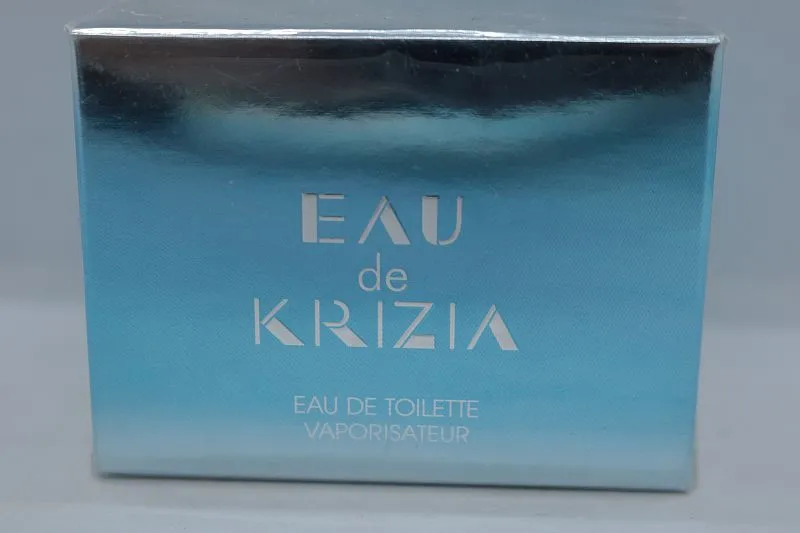 EAU
de
KRIZIA
EAU DE TOILETTE
VAPORISATEUR